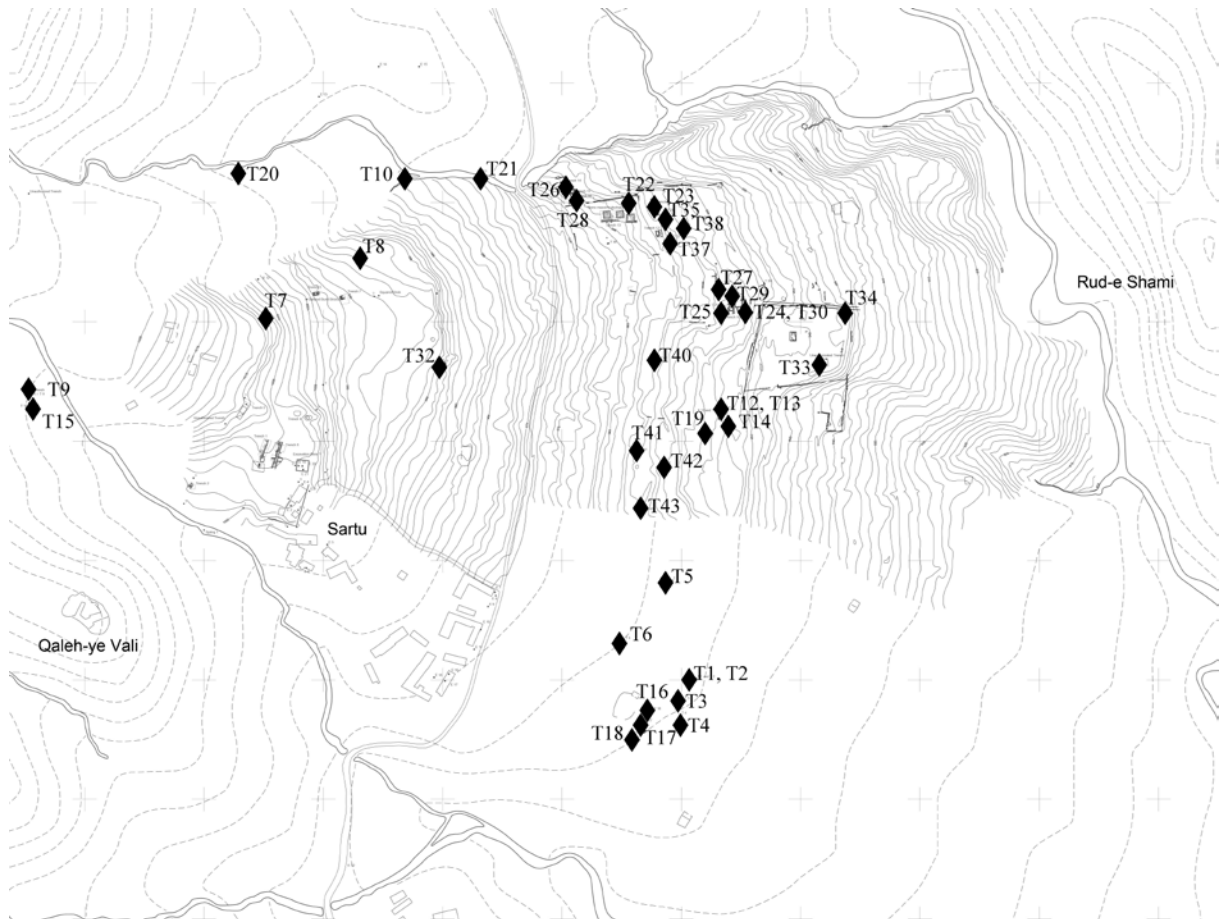 T20
T10
T21
T26
T28
T22
T23
T35
T38
T37
T8
T27
T29
Rud-e Shami
T7
T25
T24, T30
T34
T32
T40
T33
T9
T15
T12, T13
T19
T14
T41
T42
T43
Sartu
T5
Qaleh-ye Vali
T6
T1, T2
T16
T3
T18
T17
T4